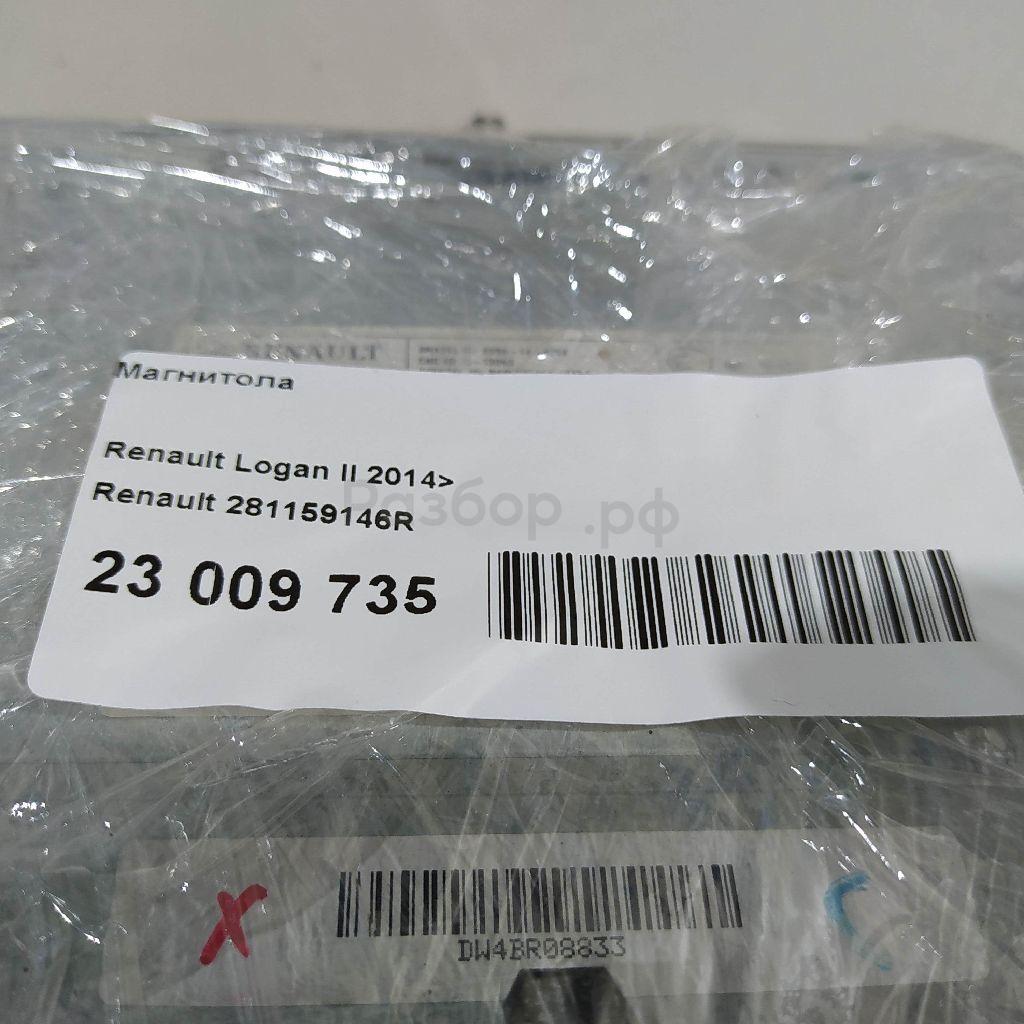 RENAULT
Магнитола
Renault Logan II 2014>
Renault 281159146R
Разбор.рф
23 009 735
DW4BR08833